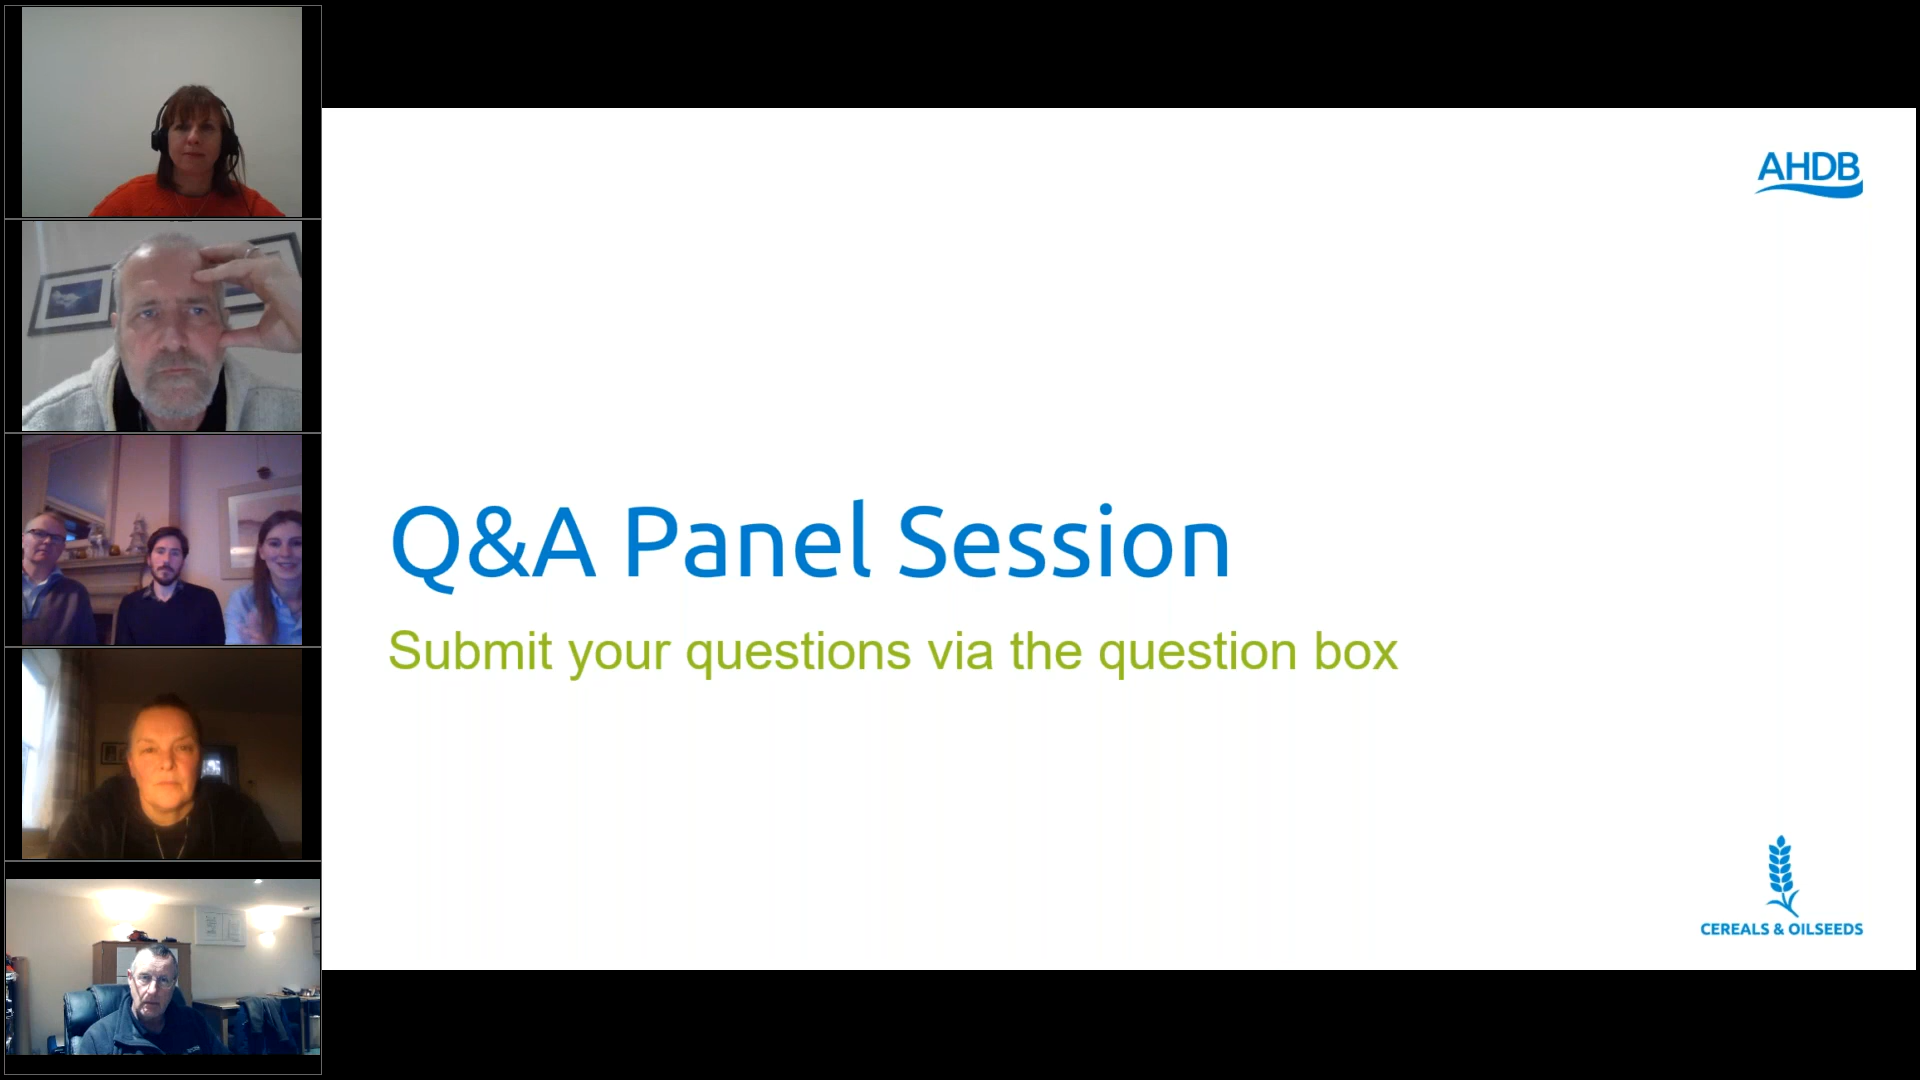 AHDB
Q&A Panel Session
Submit your questions via the question box
CEREALS & OILSEEDS